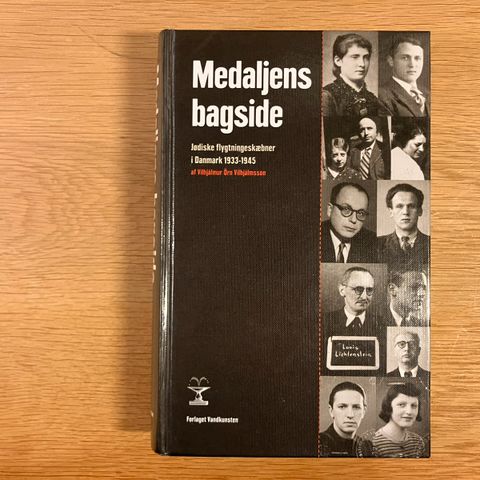 Medaljens
bagside
Jødiske flygtningeskæbner
i Danmark 1933-1945
af Vilhjálmur Örn Vilhjálmsson
Louis
Lichtenstein
Forlaget Vandkunsten